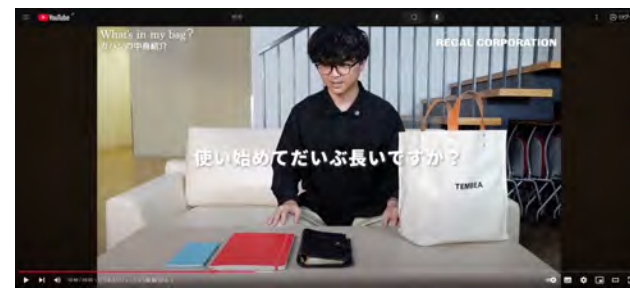 YouTube
What's in my bag?
カバンの中身紹介
REGAL CORPORATION
使い始めてだいぶ長いですか？
TEMBEA